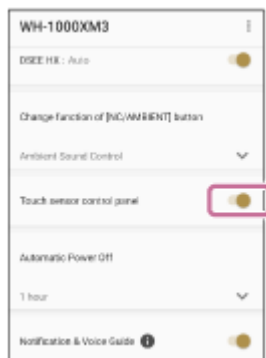 WH-1000XM3
DSEE HX : Auto
Change function of [NC/AMBIENT] button
Ambient Sound Control
Touch sensor control panel
Automatic Power Off
1 hour
Notification & Voice Guide